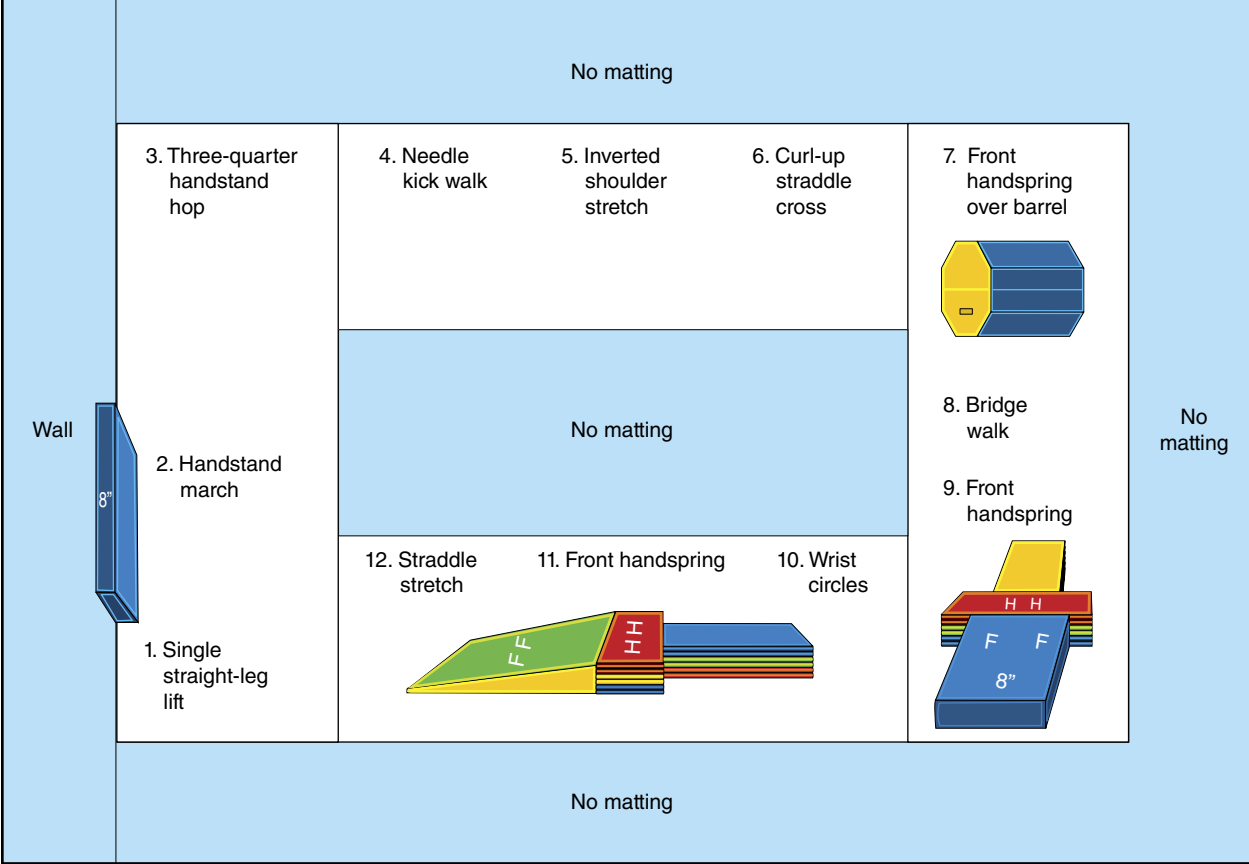 No matting
3. Three-quarter
handstand
hop
4. Needle
kick walk
5. Inverted
shoulder
stretch
6. Curl-up
straddle
cross
7. Front
handspring
over barrel
Wall
8"
2. Handstand
march
No matting
8. Bridge
walk
No
matting
9. Front
handspring
H H
F F
8"
12. Straddle
stretch
11. Front handspring
10. Wrist
circles
F F
H H
1. Single
straight-leg
lift
No matting